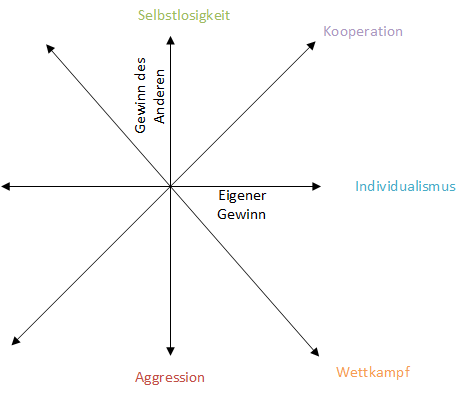 Selbstlosigkeit
Kooperation
Gewinn des
Anderen
Individualismus
Eigener
Gewinn
Wettkampf
Aggression